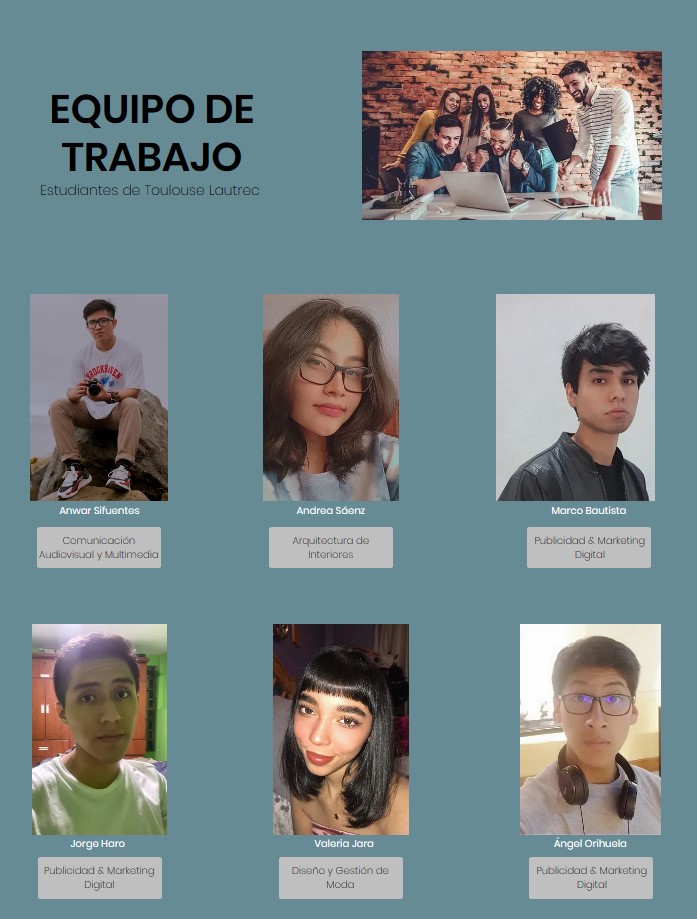 EQUIPO DE
TRABAJO
Estudiantes de Toulouse Lautrec
Anwar Sifuentes
Comunicación
Audiovisual y Multimedia
Andrea Sáenz
Arquitectura de
Interiores
Marco Bautista
Publicidad & Marketing
Digital
Jorge Haro
Publicidad & Marketing
Digital
Valeria Jara
Diseño y Gestión de
Moda
Ángel Orihuela
Publicidad & Marketing
Digital